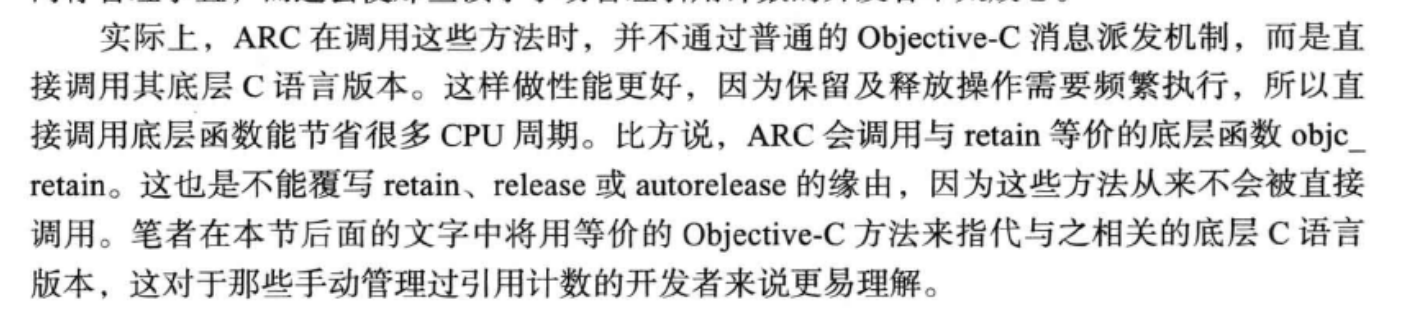 实际上，ARC 在调用这些方法时，并不通过普通的 Objective-C 消息派发机制，而是直
接调用其底层 C 语言版本。这样做性能更好，因为保留及释放操作需要频繁执行，所以直
接调用底层函数能节省很多 CPU 周期。比方说，ARC 会调用与 retain 等价的底层函数 objc_
retain。这也是不能覆写 retain、release 或 autorelease 的缘由，因为这些方法从来不会被直接
调用。笔者在本节后面的文字中将用等价的 Objective-C 方法来指代与之相关的底层 C 语言
版本，这对于那些手动管理过引用计数的开发者来说更易理解。